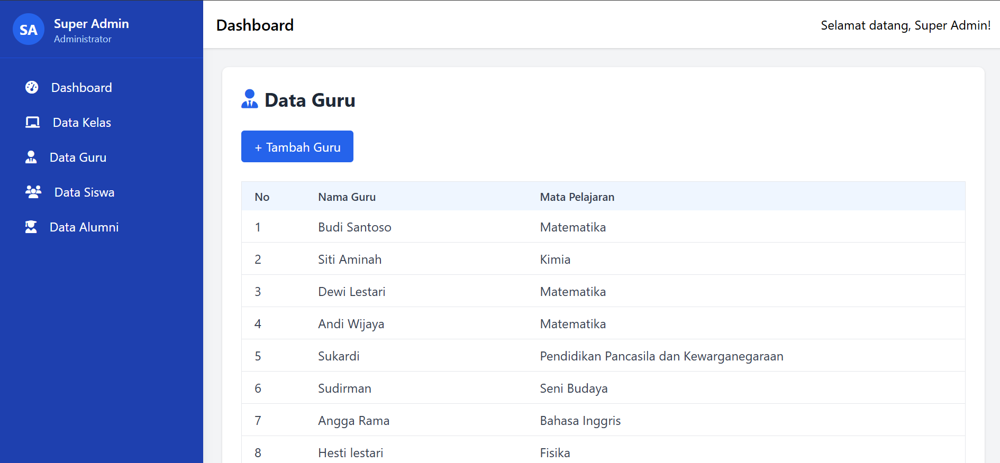 SA
Super Admin
Administrator
Dashboard
Data Kelas
Data Guru
Data Siswa
Data Alumni
Dashboard
Selamat datang, Super Admin!
Data Guru
+ Tambah Guru
No Nama Guru Mata Pelajaran
1 Budi Santoso Matematika
2 Siti Aminah Kimia
3 Dewi Lestari Matematika
4 Andi Wijaya Matematika
5 Sukardi Pendidikan Pancasila dan Kewarganegaraan
6 Sudirman Seni Budaya
7 Angga Rama Bahasa Inggris
8 Hesti lestari Fisika